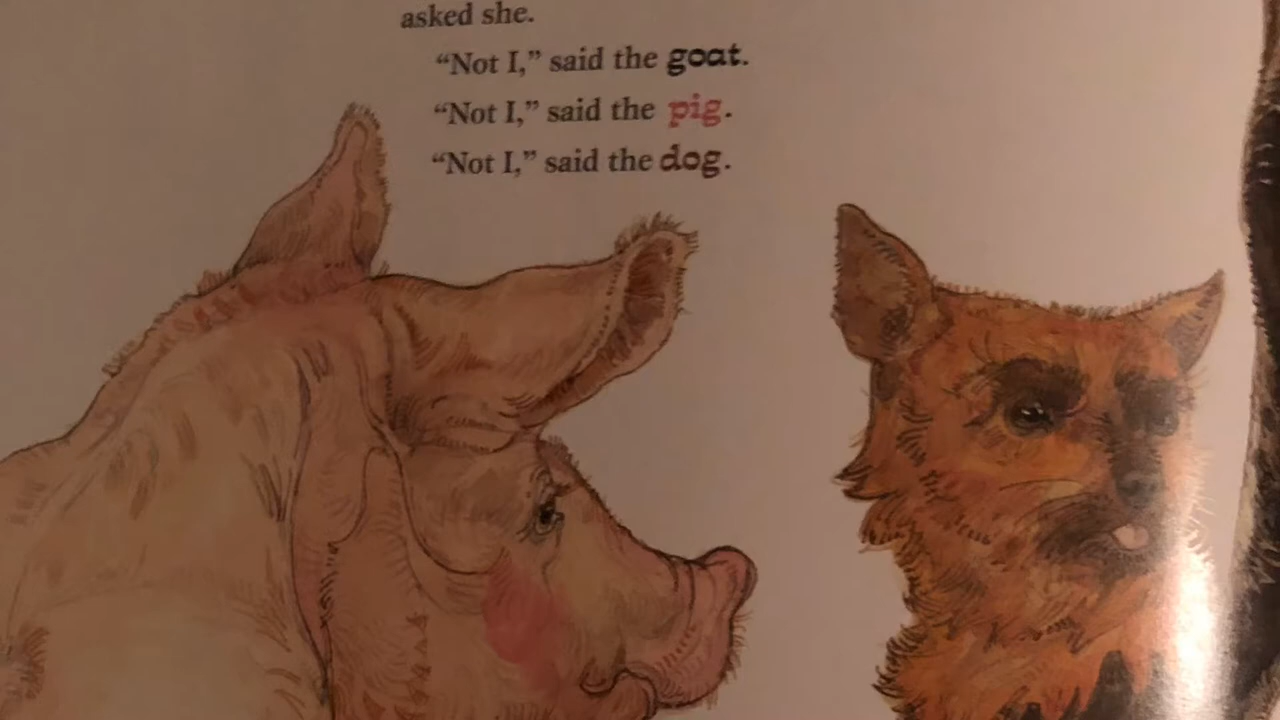 asked she.
“Not I,” said the goat.
“Not I,” said the pig.
“Not I,” said the dog.